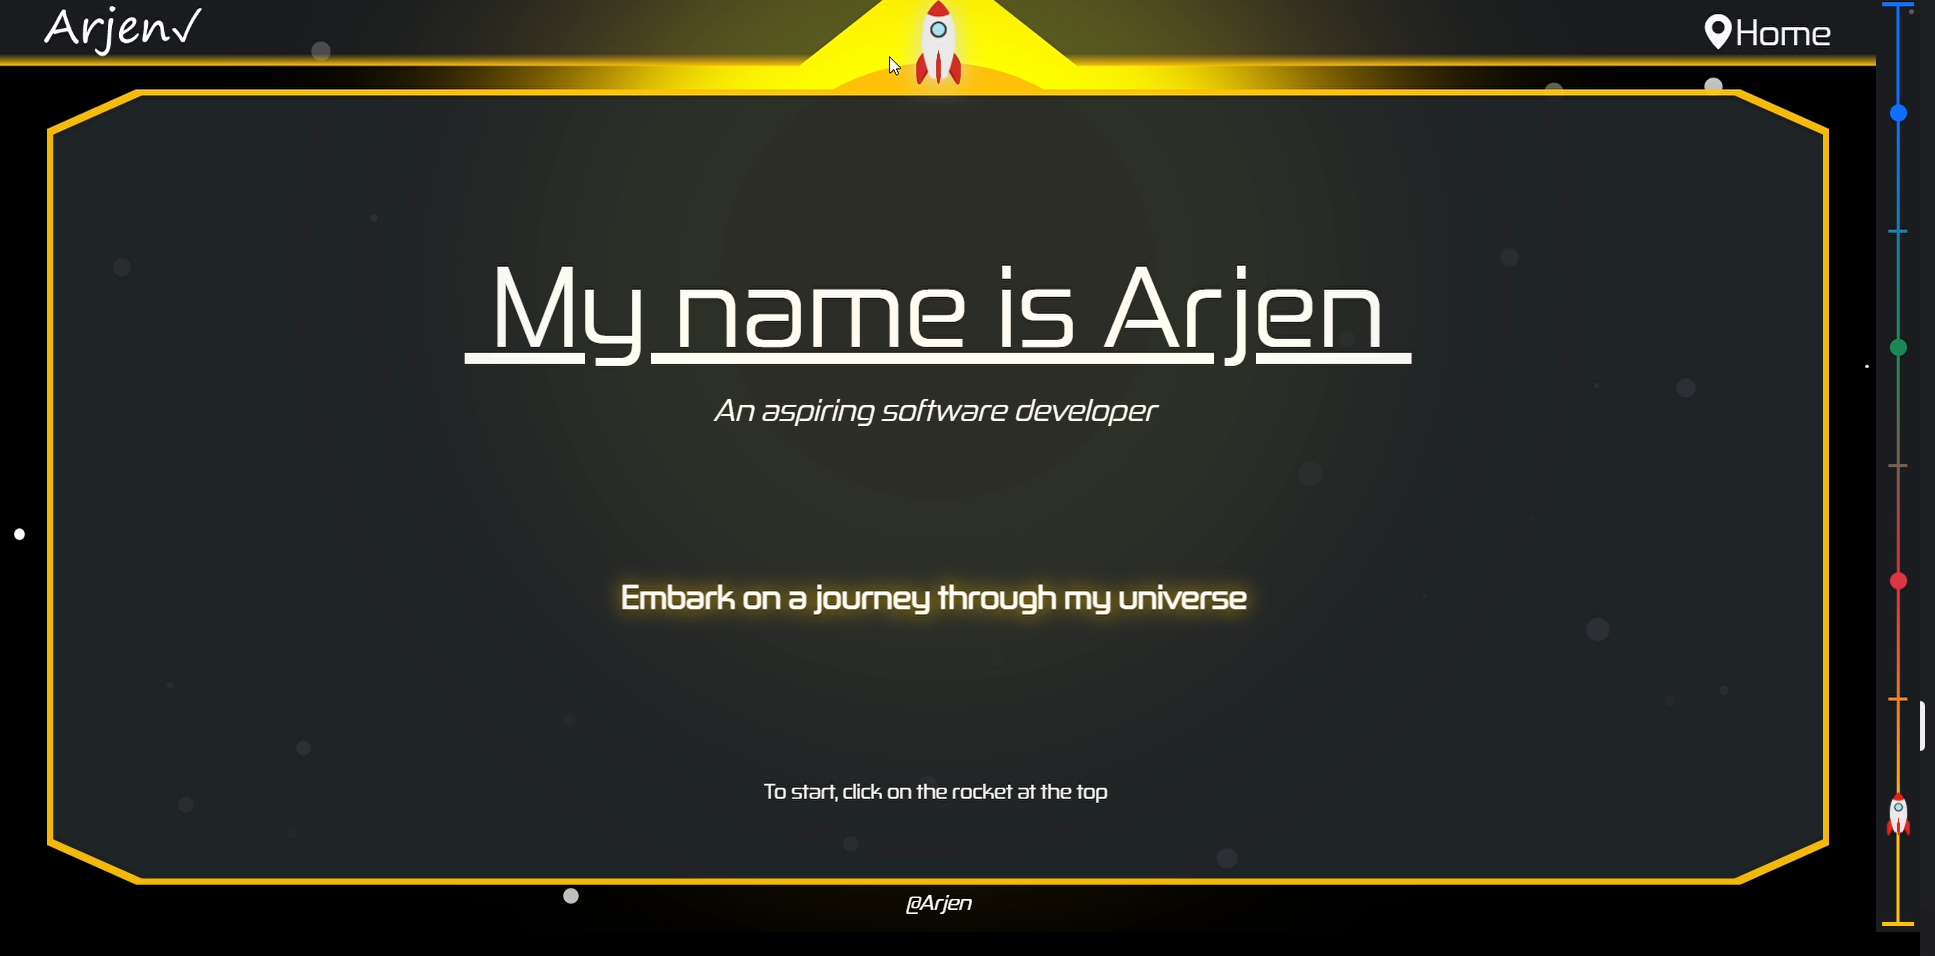 Arjen√
Home
My name is Arjen
An aspiring software developer
Embark on a journey through my universe
To start, click on the rocket at the top
@Arjen